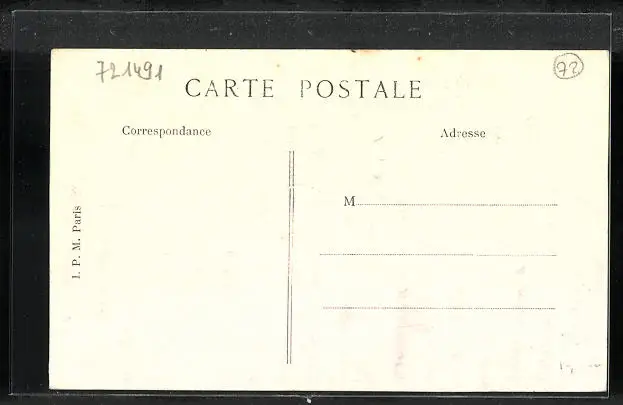 721491
72
CARTE POSTALE
Correspondance
Adresse
M
I. P. M. Paris